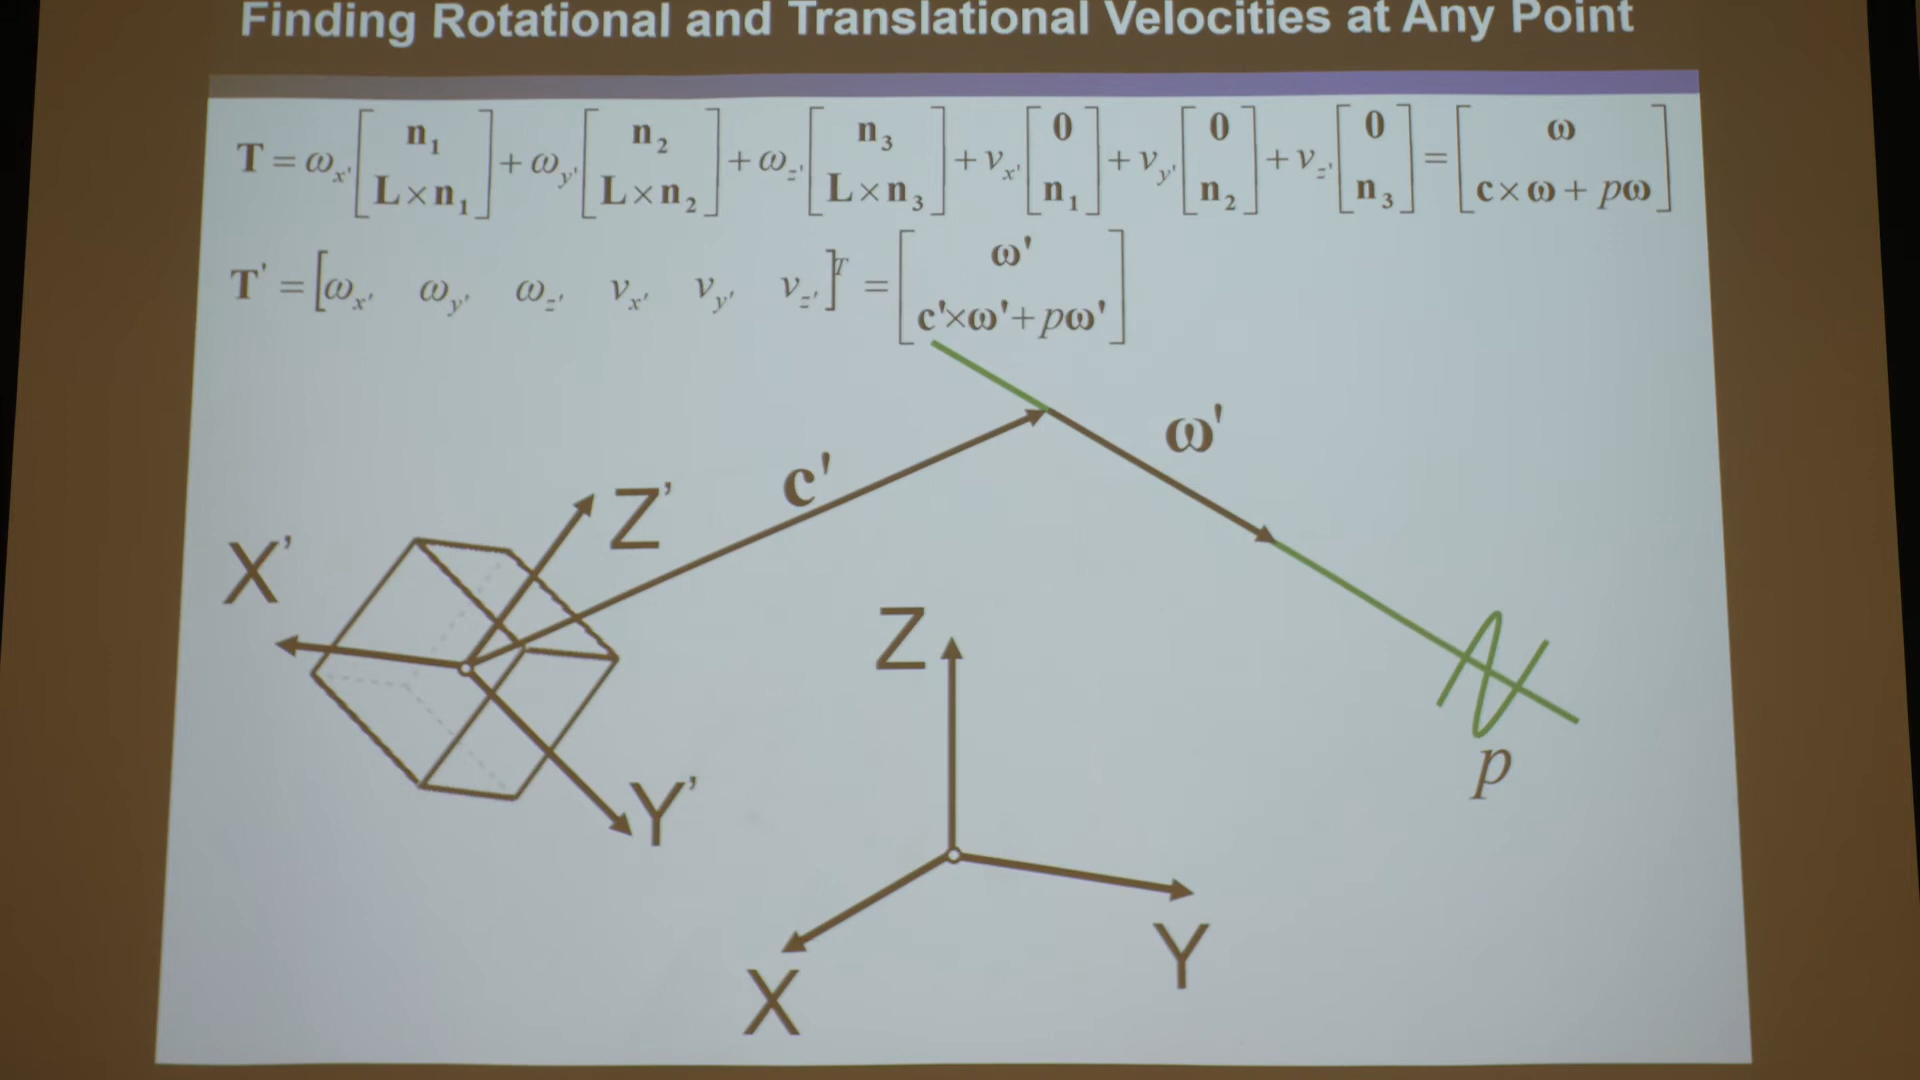 Finding Rotational and Translational Velocities at Any Point
T = ω_x' [n₁ ; L×n₁] + ω_y' [n₂ ; L×n₂] + ω_z' [n₃ ; L×n₃] + v_x' [0 ; n₁] + v_y' [0 ; n₂] + v_z' [0 ; n₃] = [ω ; c×ω + pω]
T' = [ω_x' ω_y' ω_z' v_x' v_y' v_z']^T = [ω' ; c'×ω'+pω']
ω'
c'
Z'
X'
Z
p
Y'
Y
X